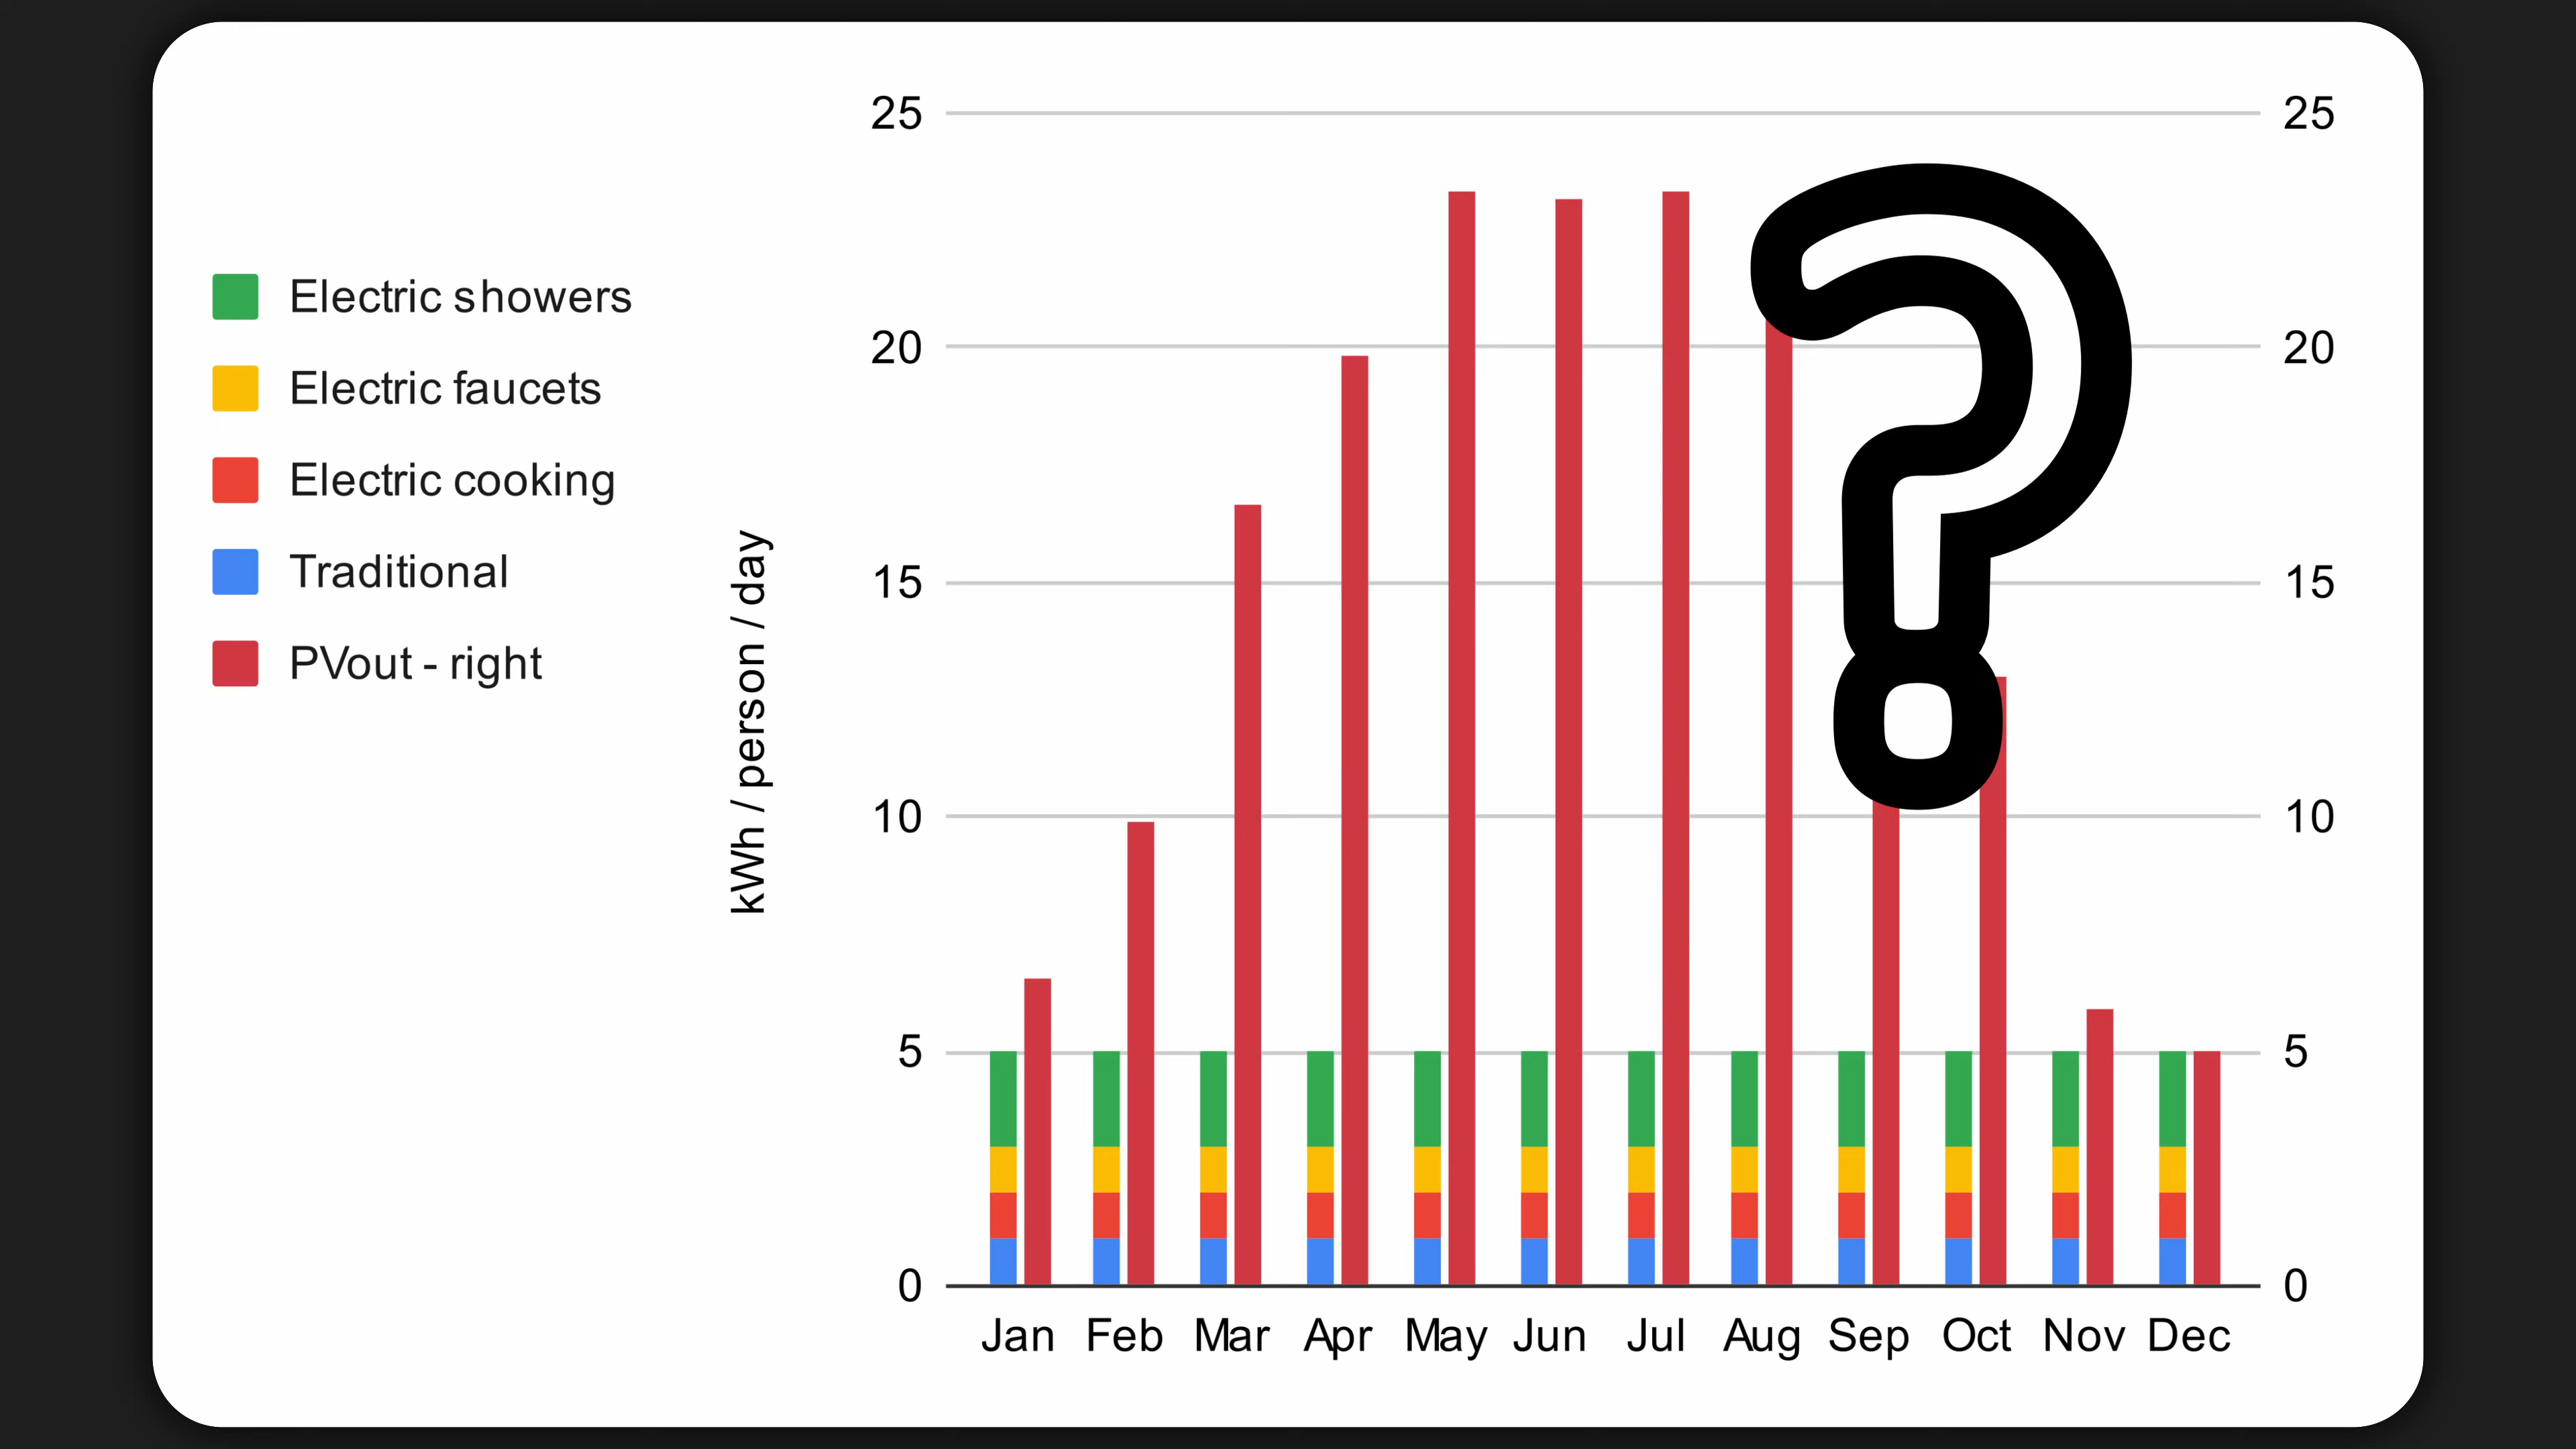 Electric showers
Electric faucets
Electric cooking
Traditional
PVout - right
kWh / person / day
25
20
15
10
5
0
25
20
15
10
5
0
Jan Feb Mar Apr May Jun Jul Aug Sep Oct Nov Dec
?